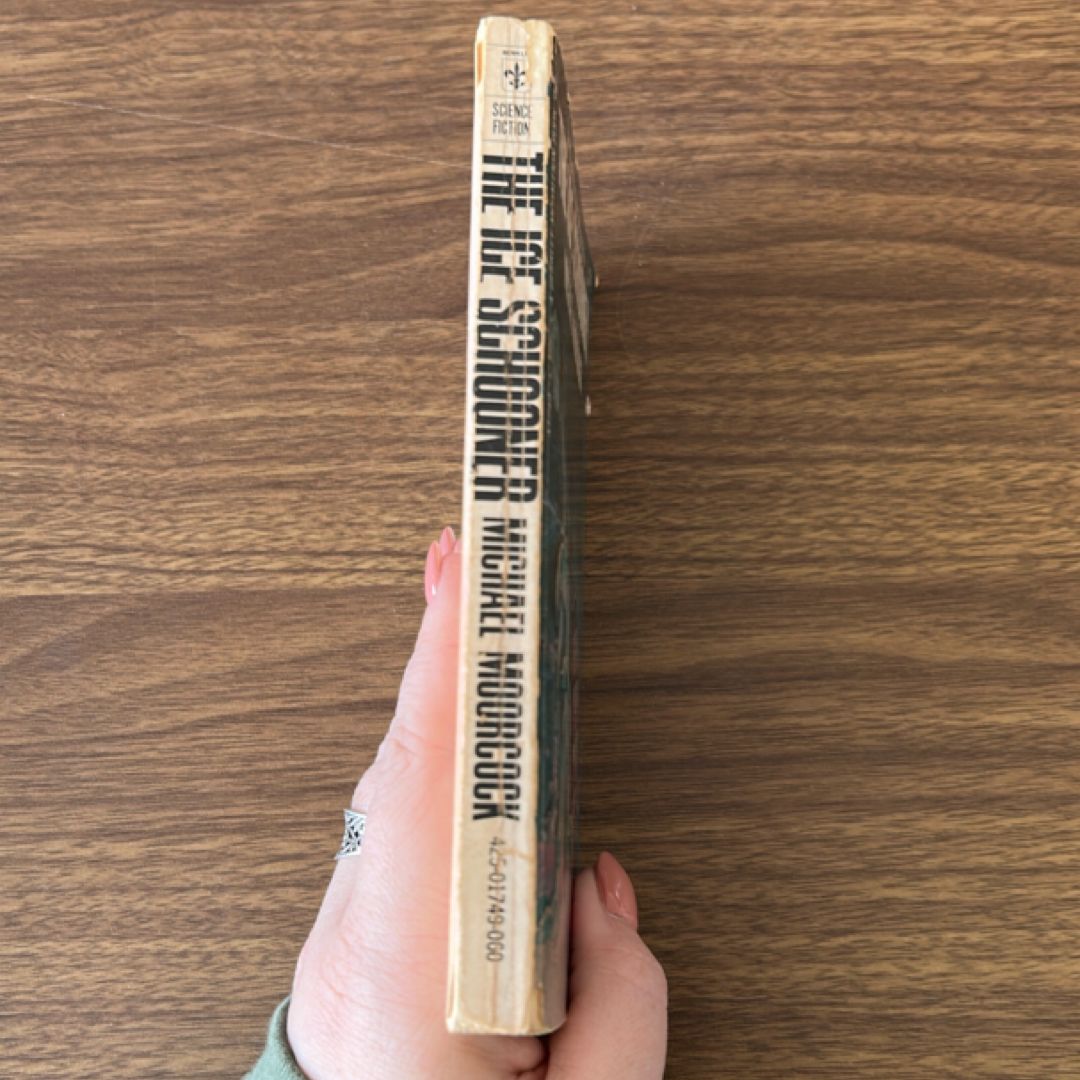 SCIENCE
FICTION
THE ICE SCHOONER
MICHAEL MOORCOCK
425-01749-060